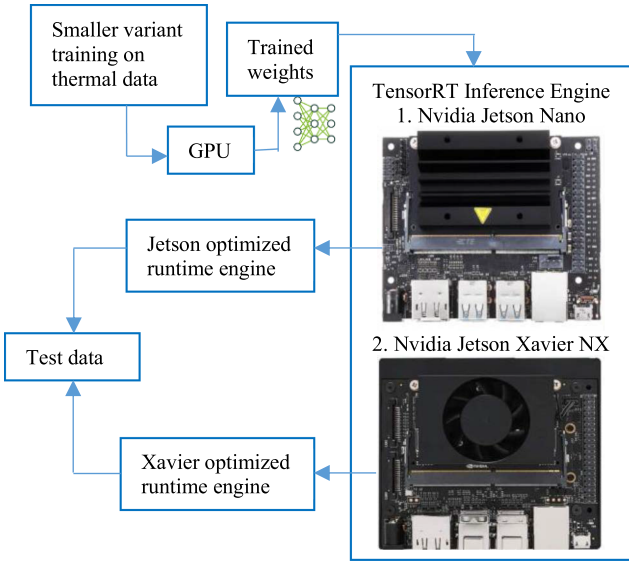 Smaller variant
training on
thermal data
Trained
weights
GPU
TensorRT Inference Engine
1. Nvidia Jetson Nano
Jetson optimized
runtime engine
Test data
2. Nvidia Jetson Xavier NX
Xavier optimized
runtime engine
NVIDIA